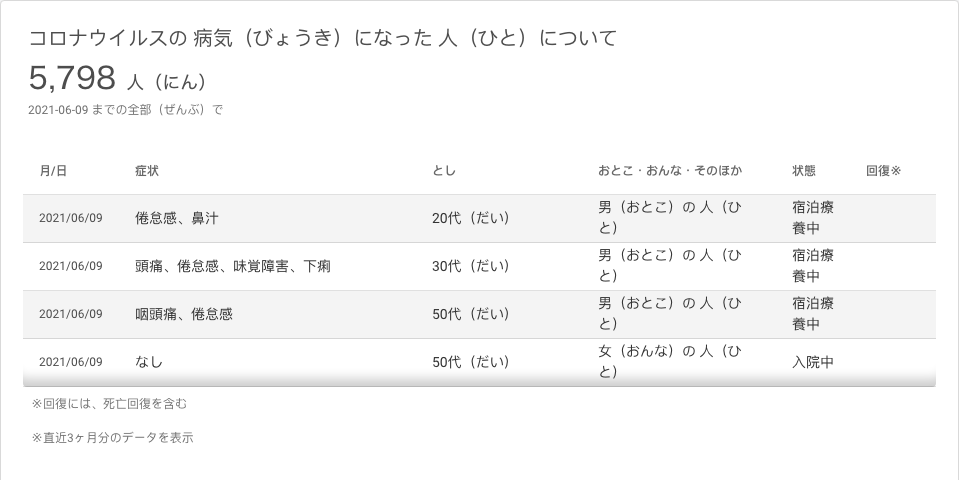 コロナウイルスの 病気（びょうき）になった 人（ひと）について
5,798 人（にん）
2021-06-09 までの全部（ぜんぶ）で
月/日 症状 とし おとこ・おんな・そのほか 状態 回復※
2021/06/09 倦怠感、鼻汁 20代（だい） 男（おとこ）の 人（ひと） 宿泊療養中
2021/06/09 頭痛、倦怠感、味覚障害、下痢 30代（だい） 男（おとこ）の 人（ひと） 宿泊療養中
2021/06/09 咽頭痛、倦怠感 50代（だい） 男（おとこ）の 人（ひと） 宿泊療養中
2021/06/09 なし 50代（だい） 女（おんな）の 人（ひと） 入院中
※回復には、死亡回復を含む
※直近3ヶ月分のデータを表示